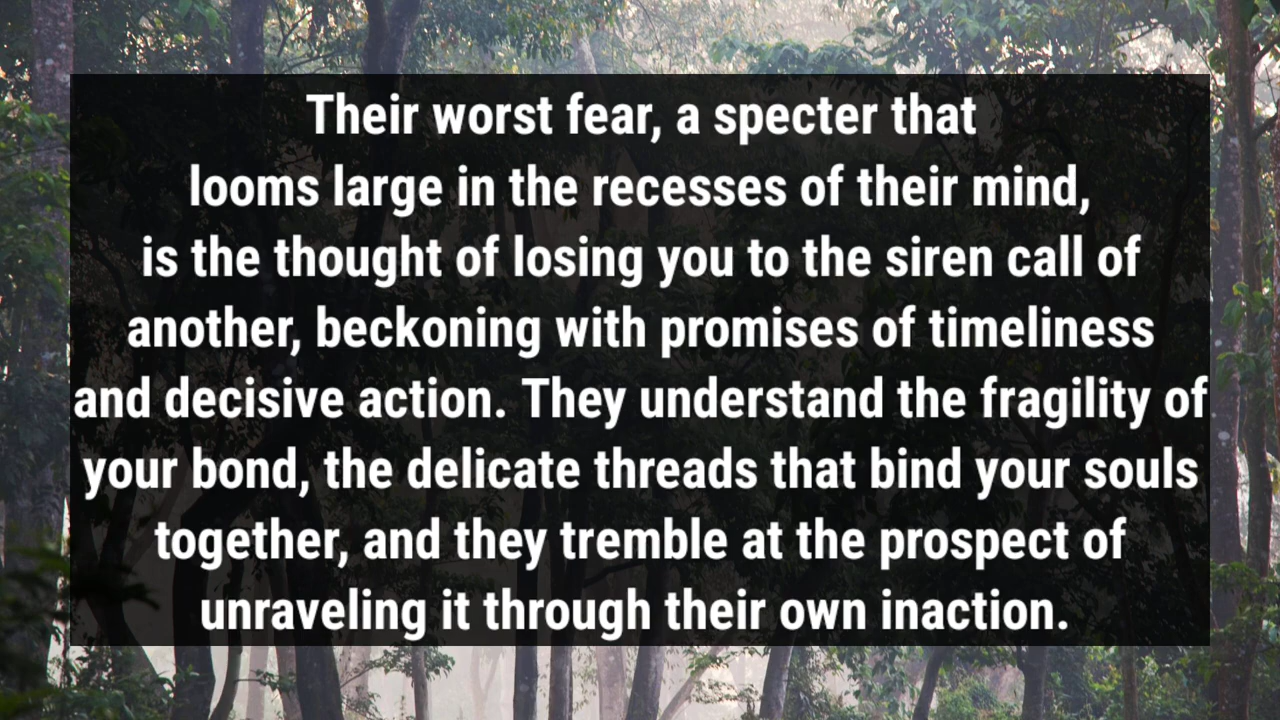 Their worst fear, a specter that
looms large in the recesses of their mind,
is the thought of losing you to the siren call of
another, beckoning with promises of timeliness
and decisive action. They understand the fragility of
your bond, the delicate threads that bind your souls
together, and they tremble at the prospect of
unraveling it through their own inaction.